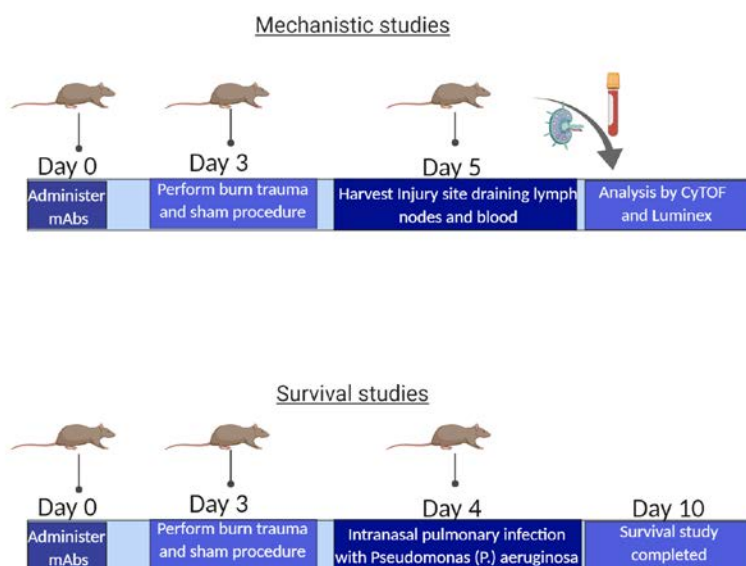 Mechanistic studies
Day 0
Day 3
Day 5
Administer
mAbs
Perform burn trauma
and sham procedure
Harvest Injury site draining lymph
nodes and blood
Analysis by CyTOF
and Luminex
Survival studies
Day 0
Day 3
Day 4
Day 10
Administer
mAbs
Perform burn trauma
and sham procedure
Intranasal pulmonary infection
with Pseudomonas (P.) aeruginosa
Survival study
completed